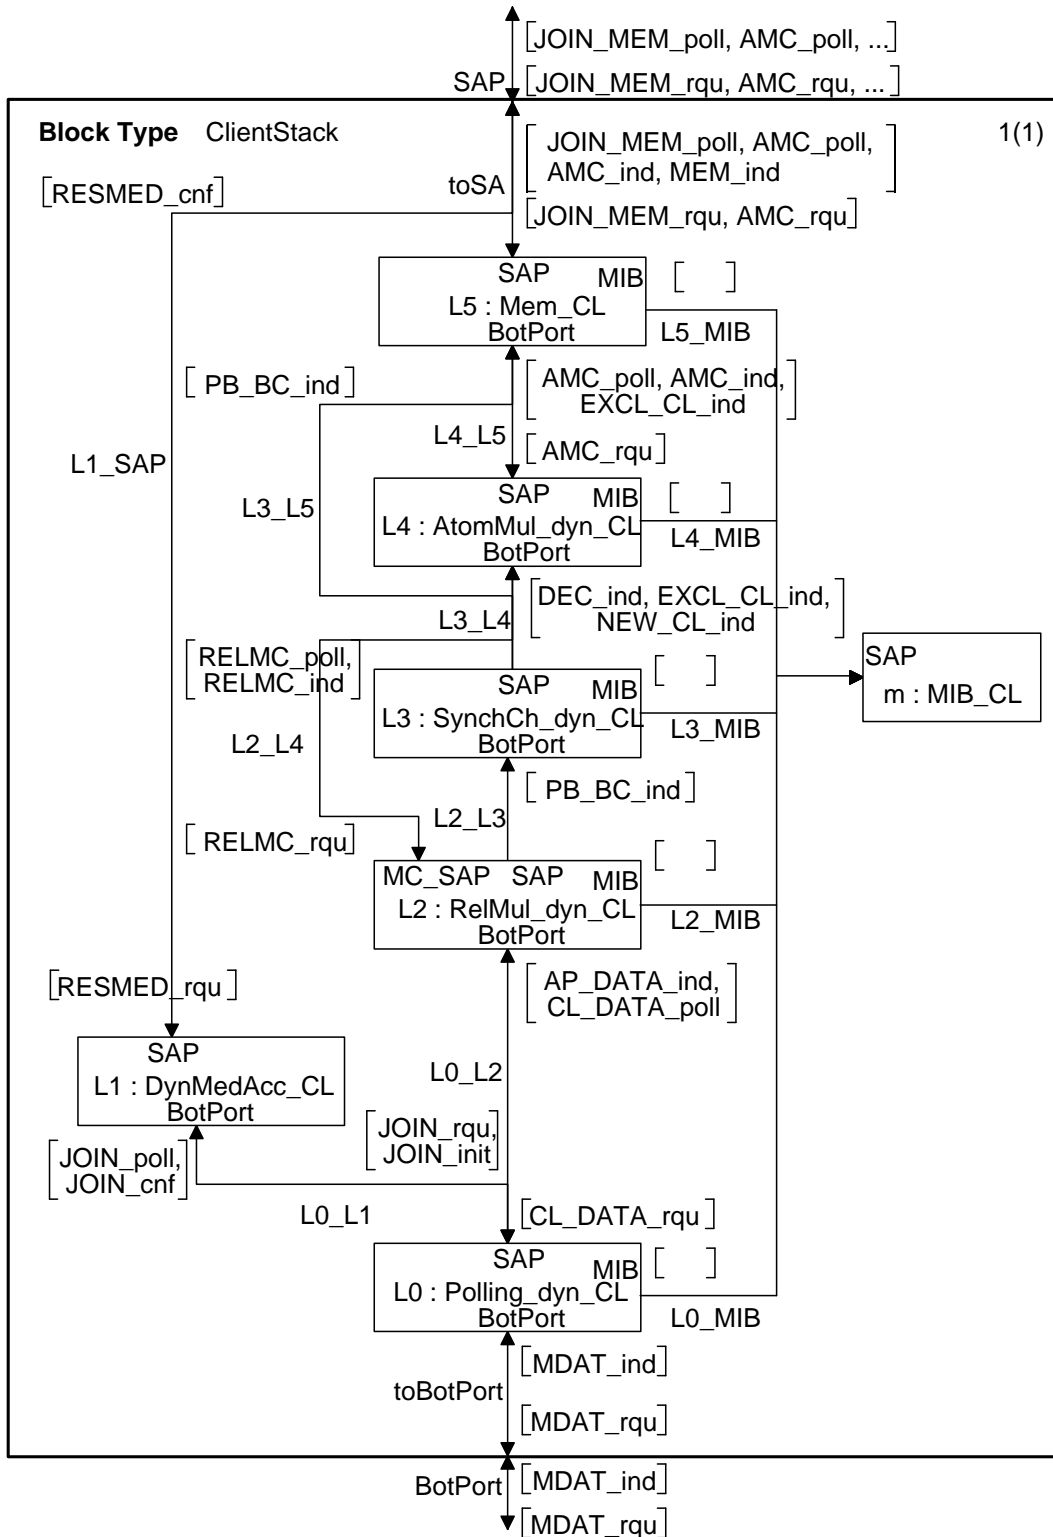 [JOIN_MEM_poll, AMC_poll, ...]
SAP [JOIN_MEM_rqu, AMC_rqu, ...]
Block Type ClientStack 1(1)
[JOIN_MEM_poll, AMC_poll,
AMC_ind, MEM_ind]
[RESMED_cnf]
toSA
[JOIN_MEM_rqu, AMC_rqu]
SAP
MIB [ ]
L5 : Mem_CL
BotPort
L5_MIB
[ PB_BC_ind]
[AMC_poll, AMC_ind,
EXCL_CL_ind]
L4_L5
[AMC_rqu]
L1_SAP
L3_L5
SAP
MIB [ ]
L4 : AtomMul_dyn_CL
BotPort
L4_MIB
[DEC_ind, EXCL_CL_ind,
NEW_CL_ind]
L3_L4
[RELMC_poll,
RELMC_ind]
SAP
MIB [ ]
L3 : SynchCh_dyn_CL
BotPort
L3_MIB
SAP
m : MIB_CL
L2_L4
[ PB_BC_ind]
L2_L3
[ RELMC_rqu]
MC_SAP SAP
MIB [ ]
L2 : RelMul_dyn_CL
BotPort
L2_MIB
[AP_DATA_ind,
CL_DATA_poll]
[RESMED_rqu]
SAP
L1 : DynMedAcc_CL
BotPort
L0_L2
[JOIN_rqu,
JOIN_init]
[JOIN_poll,
JOIN_cnf]
L0_L1
[CL_DATA_rqu]
SAP
MIB [ ]
L0 : Polling_dyn_CL
BotPort
L0_MIB
[MDAT_ind]
toBotPort
[MDAT_rqu]
BotPort [MDAT_ind]
[MDAT_rqu]